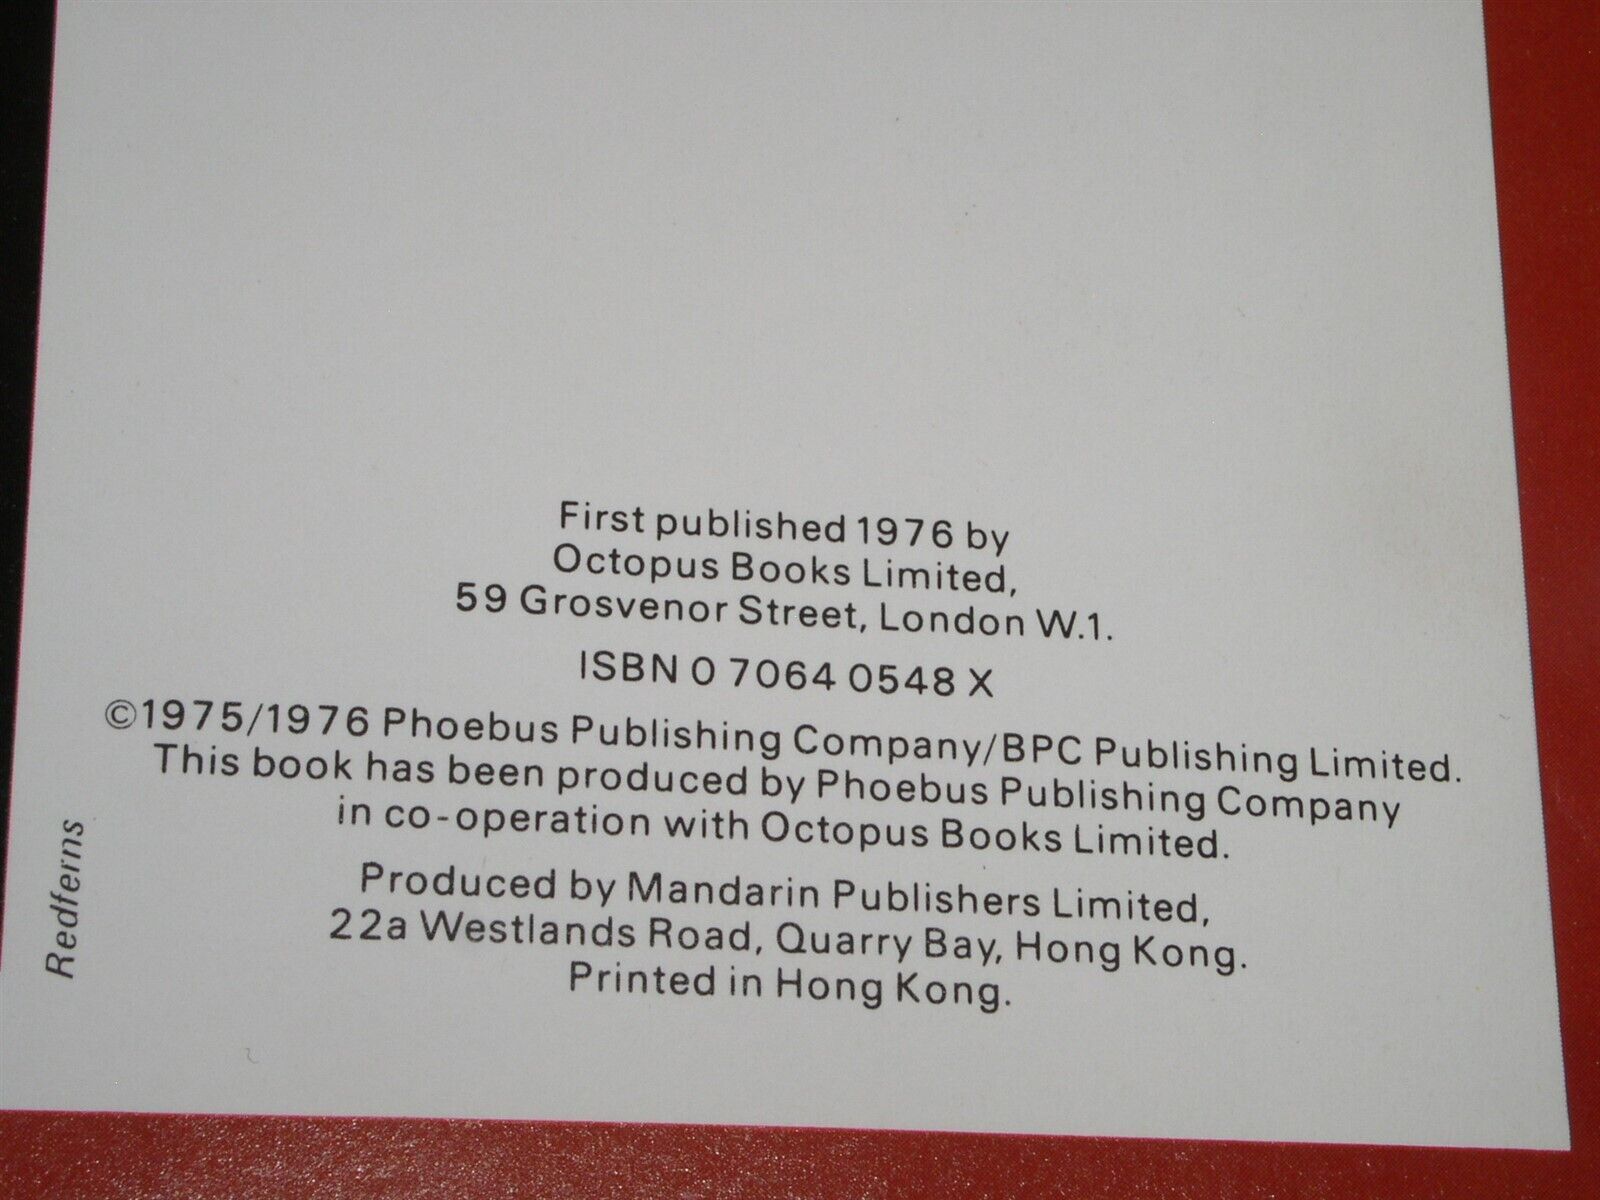 First published 1976 by
Octopus Books Limited,
59 Grosvenor Street, London W.1.
ISBN 0 7064 0548 X
©1975/1976 Phoebus Publishing Company/BPC Publishing Limited.
This book has been produced by Phoebus Publishing Company
in co-operation with Octopus Books Limited.
Produced by Mandarin Publishers Limited,
22a Westlands Road, Quarry Bay, Hong Kong.
Printed in Hong Kong.
Redferns